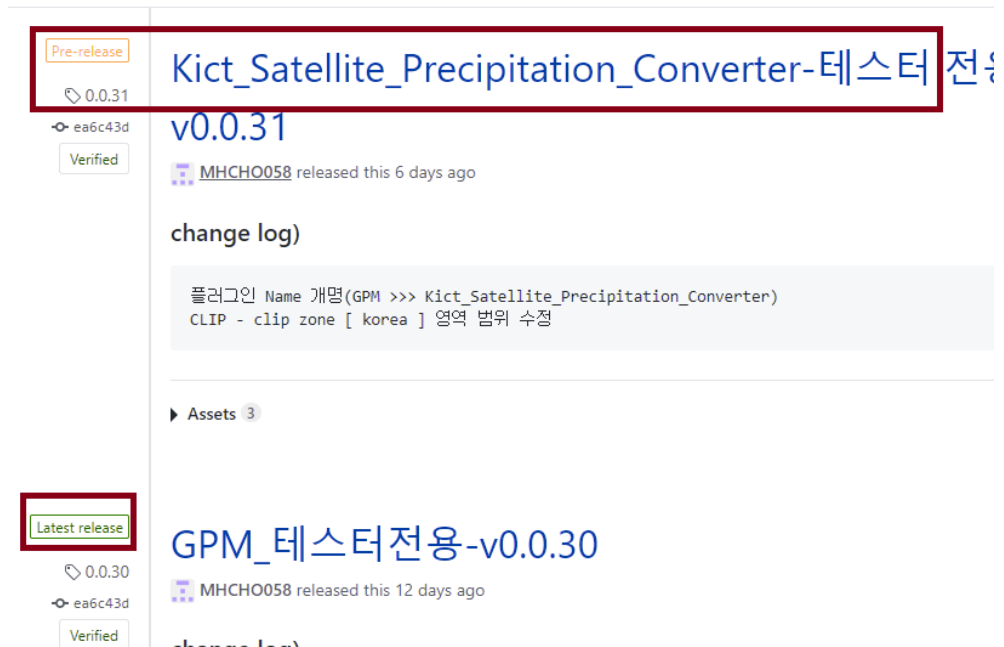 Pre-release
0.0.31
ea6c43d
Verified
Kict_Satellite_Precipitation_Converter-테스터 전
v0.0.31
MHCHO058 released this 6 days ago
change log)
플러그인 Name 개명(GPM >>> Kict_Satellite_Precipitation_Converter)
CLIP - clip zone [ korea ] 영역 범위 수정
Assets 3
Latest release
0.0.30
ea6c43d
Verified
GPM_테스터전용-v0.0.30
MHCHO058 released this 12 days ago
change log)